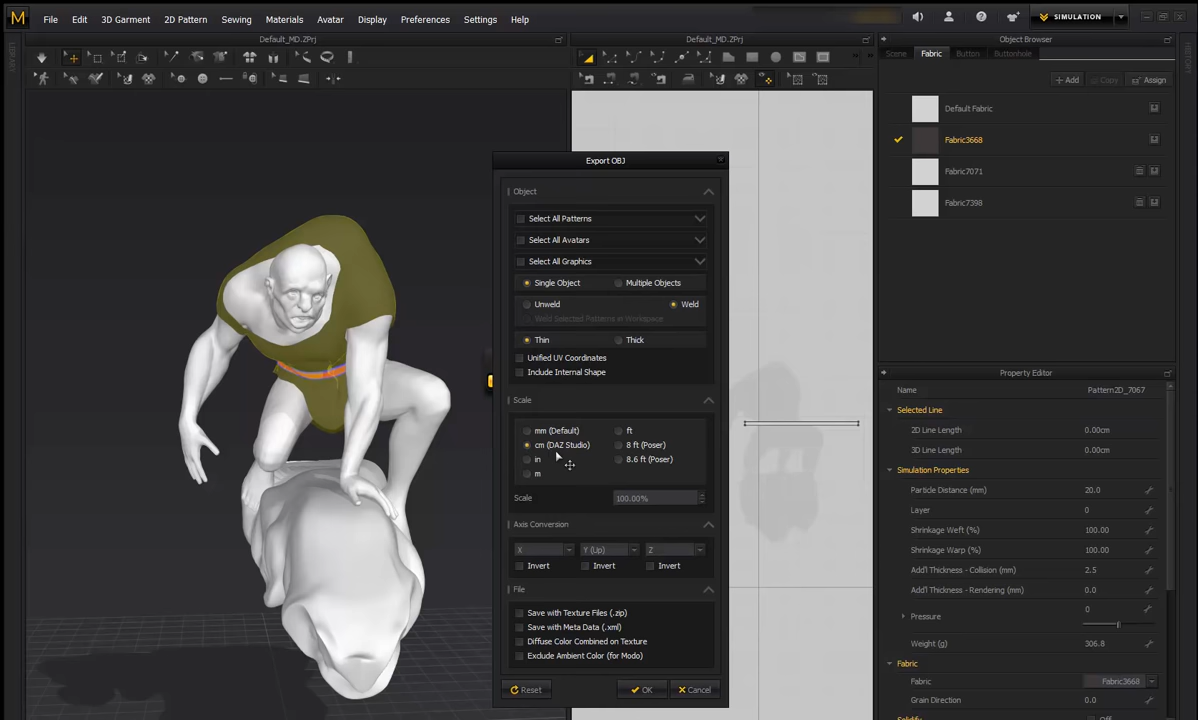 M File Edit 3D Garment 2D Pattern Sewing Materials Avatar Display Preferences Settings Help SIMULATION
Default_MD.ZPrj
Default_MD.ZPrj
Object Browser
LIBRARY
HISTORY
Scene Fabric Button Buttonhole
+ Add Copy Assign
Default Fabric
Fabric3668
Fabric7071
Fabric7398
Export OBJ
Object
Select All Patterns
Select All Avatars
Select All Graphics
Single Object Multiple Objects
Unweld Weld
Weld Selected Patterns in Workspace
Thin Thick
Unified UV Coordinates
Include Internal Shape
Scale
mm (Default) ft
cm (DAZ Studio) 8 ft (Poser)
in 8.6 ft (Poser)
m
Scale 100.00%
Axis Conversion
X Y (Up) Z
Invert Invert Invert
File
Save with Texture Files (.zip)
Save with Meta Data (.xml)
Diffuse Color Combined on Texture
Exclude Ambient Color (for Modo)
Reset OK Cancel
Property Editor
Name Pattern2D_7067
Selected Line
2D Line Length 0.00cm
3D Line Length 0.00cm
Simulation Properties
Particle Distance (mm) 20.0
Layer 0
Shrinkage Weft (%) 100.00
Shrinkage Warp (%) 100.00
Add'l Thickness - Collision (mm) 2.5
Add'l Thickness - Rendering (mm) 0.0
Pressure 0
Weight (g) 306.8
Fabric
Fabric Fabric3668
Grain Direction 0.0
Solidify Off